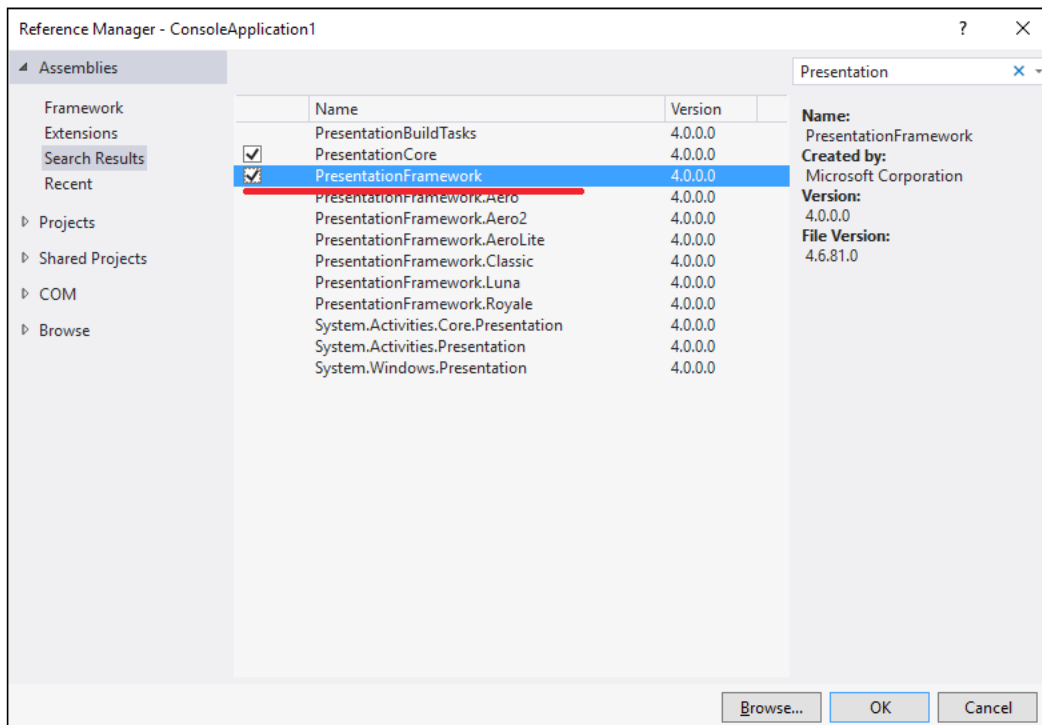 Reference Manager - ConsoleApplication1
?
Assemblies
Framework
Extensions
Search Results
Recent
Projects
Shared Projects
COM
Browse
Name Version
PresentationBuildTasks 4.0.0.0
PresentationCore 4.0.0.0
PresentationFramework 4.0.0.0
PresentationFramework.Aero 4.0.0.0
PresentationFramework.Aero2 4.0.0.0
PresentationFramework.AeroLite 4.0.0.0
PresentationFramework.Classic 4.0.0.0
PresentationFramework.Luna 4.0.0.0
PresentationFramework.Royale 4.0.0.0
System.Activities.Core.Presentation 4.0.0.0
System.Activities.Presentation 4.0.0.0
System.Windows.Presentation 4.0.0.0
Presentation
Name:
PresentationFramework
Created by:
Microsoft Corporation
Version:
4.0.0.0
File Version:
4.6.81.0
Browse... OK Cancel